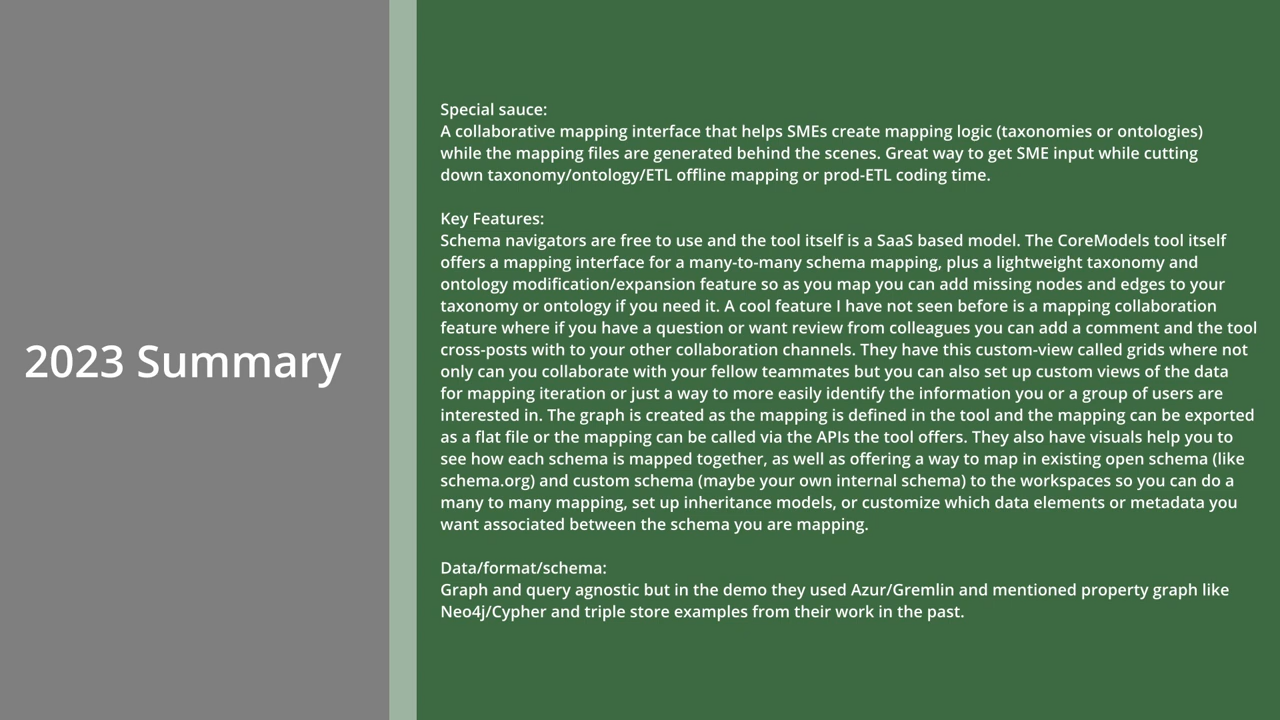 2023 Summary
Special sauce:
A collaborative mapping interface that helps SMEs create mapping logic (taxonomies or ontologies)
while the mapping files are generated behind the scenes. Great way to get SME input while cutting
down taxonomy/ontology/ETL offline mapping or prod-ETL coding time.
Key Features:
Schema navigators are free to use and the tool itself is a SaaS based model. The CoreModels tool itself
offers a mapping interface for a many-to-many schema mapping, plus a lightweight taxonomy and
ontology modification/expansion feature so as you map you can add missing nodes and edges to your
taxonomy or ontology if you need it. A cool feature I have not seen before is a mapping collaboration
feature where if you have a question or want review from colleagues you can add a comment and the tool
cross-posts with to your other collaboration channels. They have this custom-view called grids where not
only can you collaborate with your fellow teammates but you can also set up custom views of the data
for mapping iteration or just a way to more easily identify the information you or a group of users are
interested in. The graph is created as the mapping is defined in the tool and the mapping can be exported
as a flat file or the mapping can be called via the APIs the tool offers. They also have visuals help you to
see how each schema is mapped together, as well as offering a way to map in existing open schema (like
schema.org) and custom schema (maybe your own internal schema) to the workspaces so you can do a
many to many mapping, set up inheritance models, or customize which data elements or metadata you
want associated between the schema you are mapping.
Data/format/schema:
Graph and query agnostic but in the demo they used Azur/Gremlin and mentioned property graph like
Neo4j/Cypher and triple store examples from their work in the past.